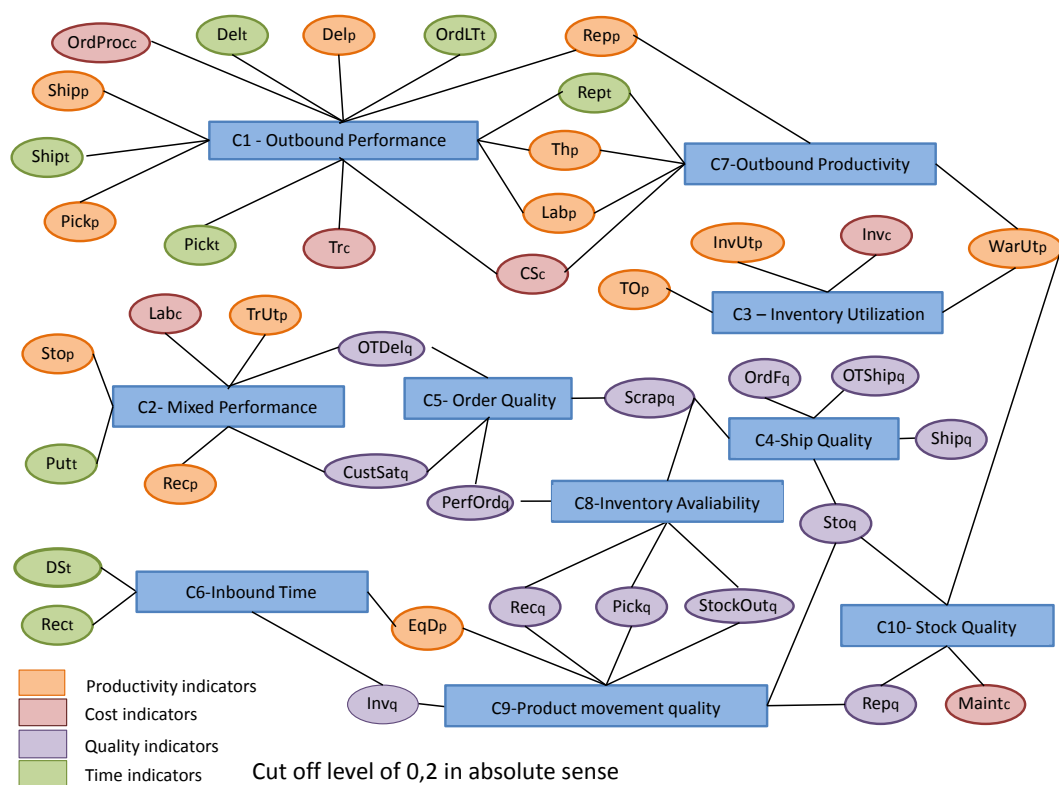 OrdProcc
Delt
Delp
OrdLTt
Repp
Shipp
Rept
C1 - Outbound Performance
Shipt
Thp
C7-Outbound Productivity
Pickp
Labp
Pickt
Trc
CSc
InvUtp
Invc
WarUtp
TOp
C3 – Inventory Utilization
Labc
TrUtp
Stop
OTDelq
OrdFq
OTShipq
C2- Mixed Performance
C5- Order Quality
Scrapq
C4-Ship Quality
Shipq
Putt
Recp
CustSatq
PerfOrdq
C8-Inventory Avaliability
Stoq
DSt
C6-Inbound Time
Rect
EqDp
Recq
Pickq
StockOutq
C10- Stock Quality
Productivity indicators
Invq
C9-Product movement quality
Repq
Maintc
Cost indicators
Quality indicators
Time indicators
Cut off level of 0,2 in absolute sense